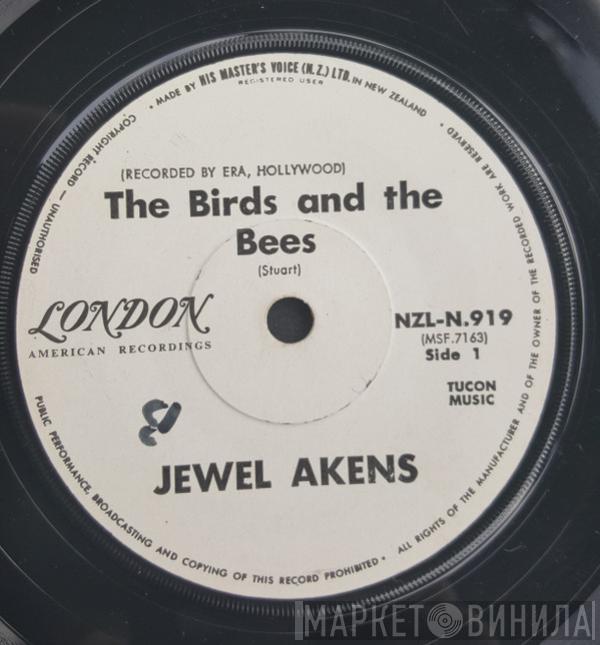 • MADE BY HIS MASTER'S VOICE (N.Z.) LTD. IN NEW ZEALAND •
REGISTERED USER
COPYRIGHT RECORD — UNAUTHORISED
PUBLIC PERFORMANCE, BROADCASTING AND COPYING OF THIS RECORD PROHIBITED •
ALL RIGHTS OF THE MANUFACTURER AND OF THE OWNER OF THE RECORDED WORK ARE RESERVED •
(RECORDED BY ERA, HOLLYWOOD)
The Birds and the
Bees
(Stuart)
LONDON
AMERICAN RECORDINGS
NZL-N.919
(MSF.7163)
Side 1
TUCON
MUSIC
JEWEL AKENS
МАРКЕТ ВИНИЛА